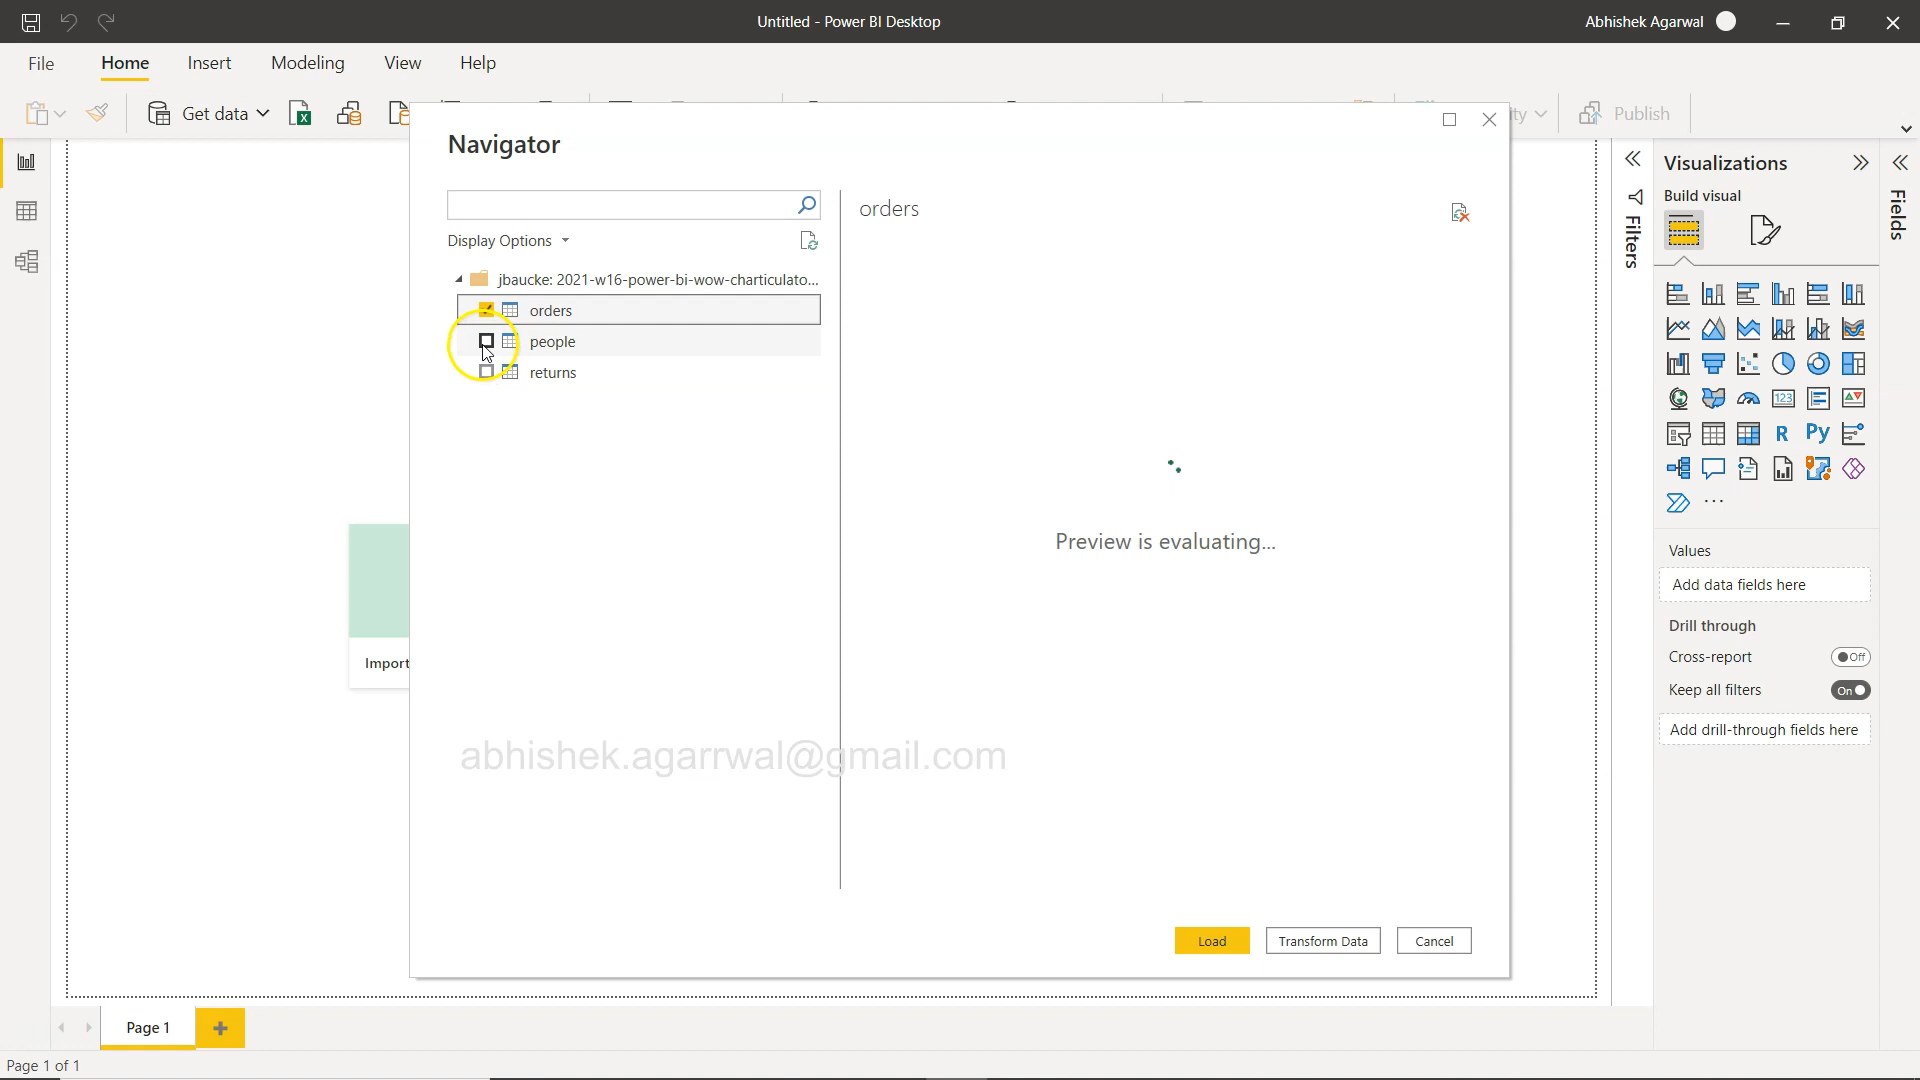 Untitled - Power BI Desktop
Abhishek Agarwal
File
Home
Insert
Modeling
View
Help
Get data
ity
Publish
Navigator
Display Options
jbaucke: 2021-w16-power-bi-wow-charticulato...
orders
people
returns
orders
Preview is evaluating...
Load
Transform Data
Cancel
Import
abhishek.agarrwal@gmail.com
Filters
Visualizations
Build visual
123
R
Py
...
Values
Add data fields here
Drill through
Cross-report
Off
Keep all filters
On
Add drill-through fields here
Fields
Page 1
Page 1 of 1